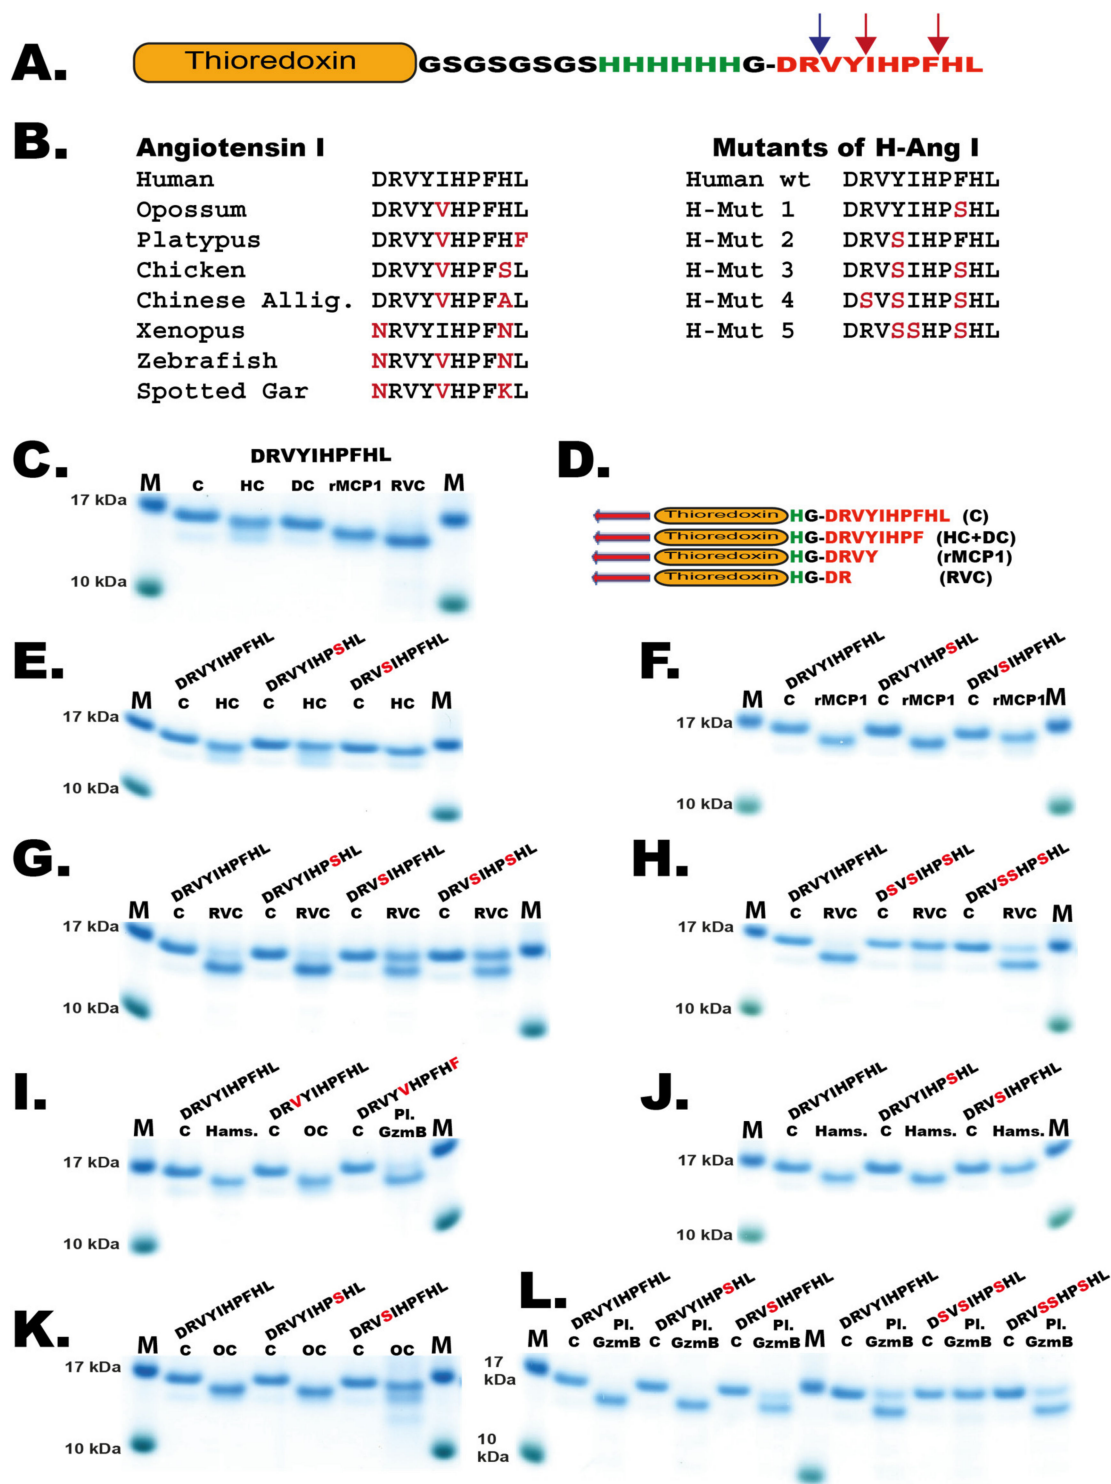 A.
Thioredoxin GSGSGSGSHHHHHHG-DRVYIHPFHL
B.
Angiotensin I
Human DRVYIHPFHL
Opossum DRVYVHPFHL
Platypus DRVYVHPFHF
Chicken DRVYVHPFSL
Chinese Allig. DRVYVHPFAL
Xenopus NRVYIHPFNL
Zebrafish NRVYVHPFNL
Spotted Gar NRVYVHPFKL
Mutants of H-Ang I
Human wt DRVYIHPFHL
H-Mut 1 DRVYIHPSHL
H-Mut 2 DRVSIHPFHL
H-Mut 3 DRVSIHPSHL
H-Mut 4 DSVSIHPSHL
H-Mut 5 DRVSSHPSHL
C.
DRVYIHPFHL
M C HC DC rMCP1 RVC M
17 kDa
10 kDa
D.
Thioredoxin HG-DRVYIHPFHL (C)
Thioredoxin HG-DRVYIHPF (HC+DC)
Thioredoxin HG-DRVY (rMCP1)
Thioredoxin HG-DR (RVC)
E.
DRVYIHPFHL DRVYIHPSHL DRVSIHPFHL
M C HC C HC C HC M
17 kDa
10 kDa
F.
DRVYIHPFHL DRVYIHPSHL DRVSIHPFHL
M C rMCP1 C rMCP1 C rMCP1 M
17 kDa
10 kDa
G.
DRVYIHPFHL DRVYIHPSHL DRVSIHPFHL DRVSIHPSHL
M C RVC C RVC C RVC C RVC M
17 kDa
10 kDa
H.
DRVYIHPFHL DSVSIHPSHL DRVSSHPSHL
M C RVC C RVC C RVC M
17 kDa
10 kDa
I.
DRVYIHPFHL DRVYIHPFHL DRVYVHPFHF
M C Hams. C OC C Pl. GzmB M
17 kDa
10 kDa
J.
DRVYIHPFHL DRVYIHPSHL DRVSIHPFHL
M C Hams. C Hams. C Hams. M
17 kDa
10 kDa
K.
DRVYIHPFHL DRVYIHPSHL DRVSIHPFHL
M C OC C OC C OC M
17 kDa
10 kDa
L.
DRVYIHPFHL DRVYIHPSHL DRVSIHPFHL DRVYIHPFHL DSVSIHPSHL DRVSSHPSHL
Pl. Pl. Pl. Pl. Pl. Pl.
M C GzmB C GzmB C GzmB M C GzmB C GzmB C GzmB
17
kDa
10
kDa